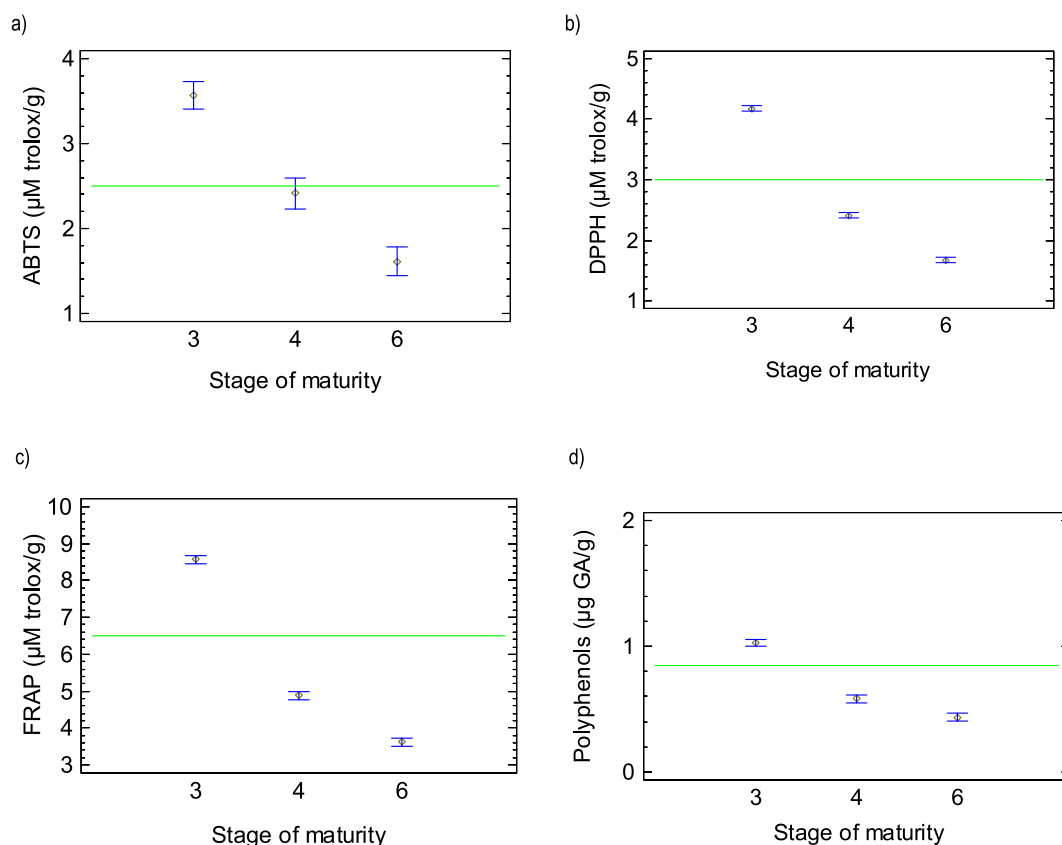 a)
4
3
2
1
ABTS (µM trolox/g)
3 4 6
Stage of maturity
b)
5
4
3
2
1
DPPH (µM trolox/g)
3 4 6
Stage of maturity
c)
10
9
8
7
6
5
4
3
FRAP (µM trolox/g)
3 4 6
Stage of maturity
d)
2
1
0
Polyphenols (µg GA/g)
3 4 6
Stage of maturity